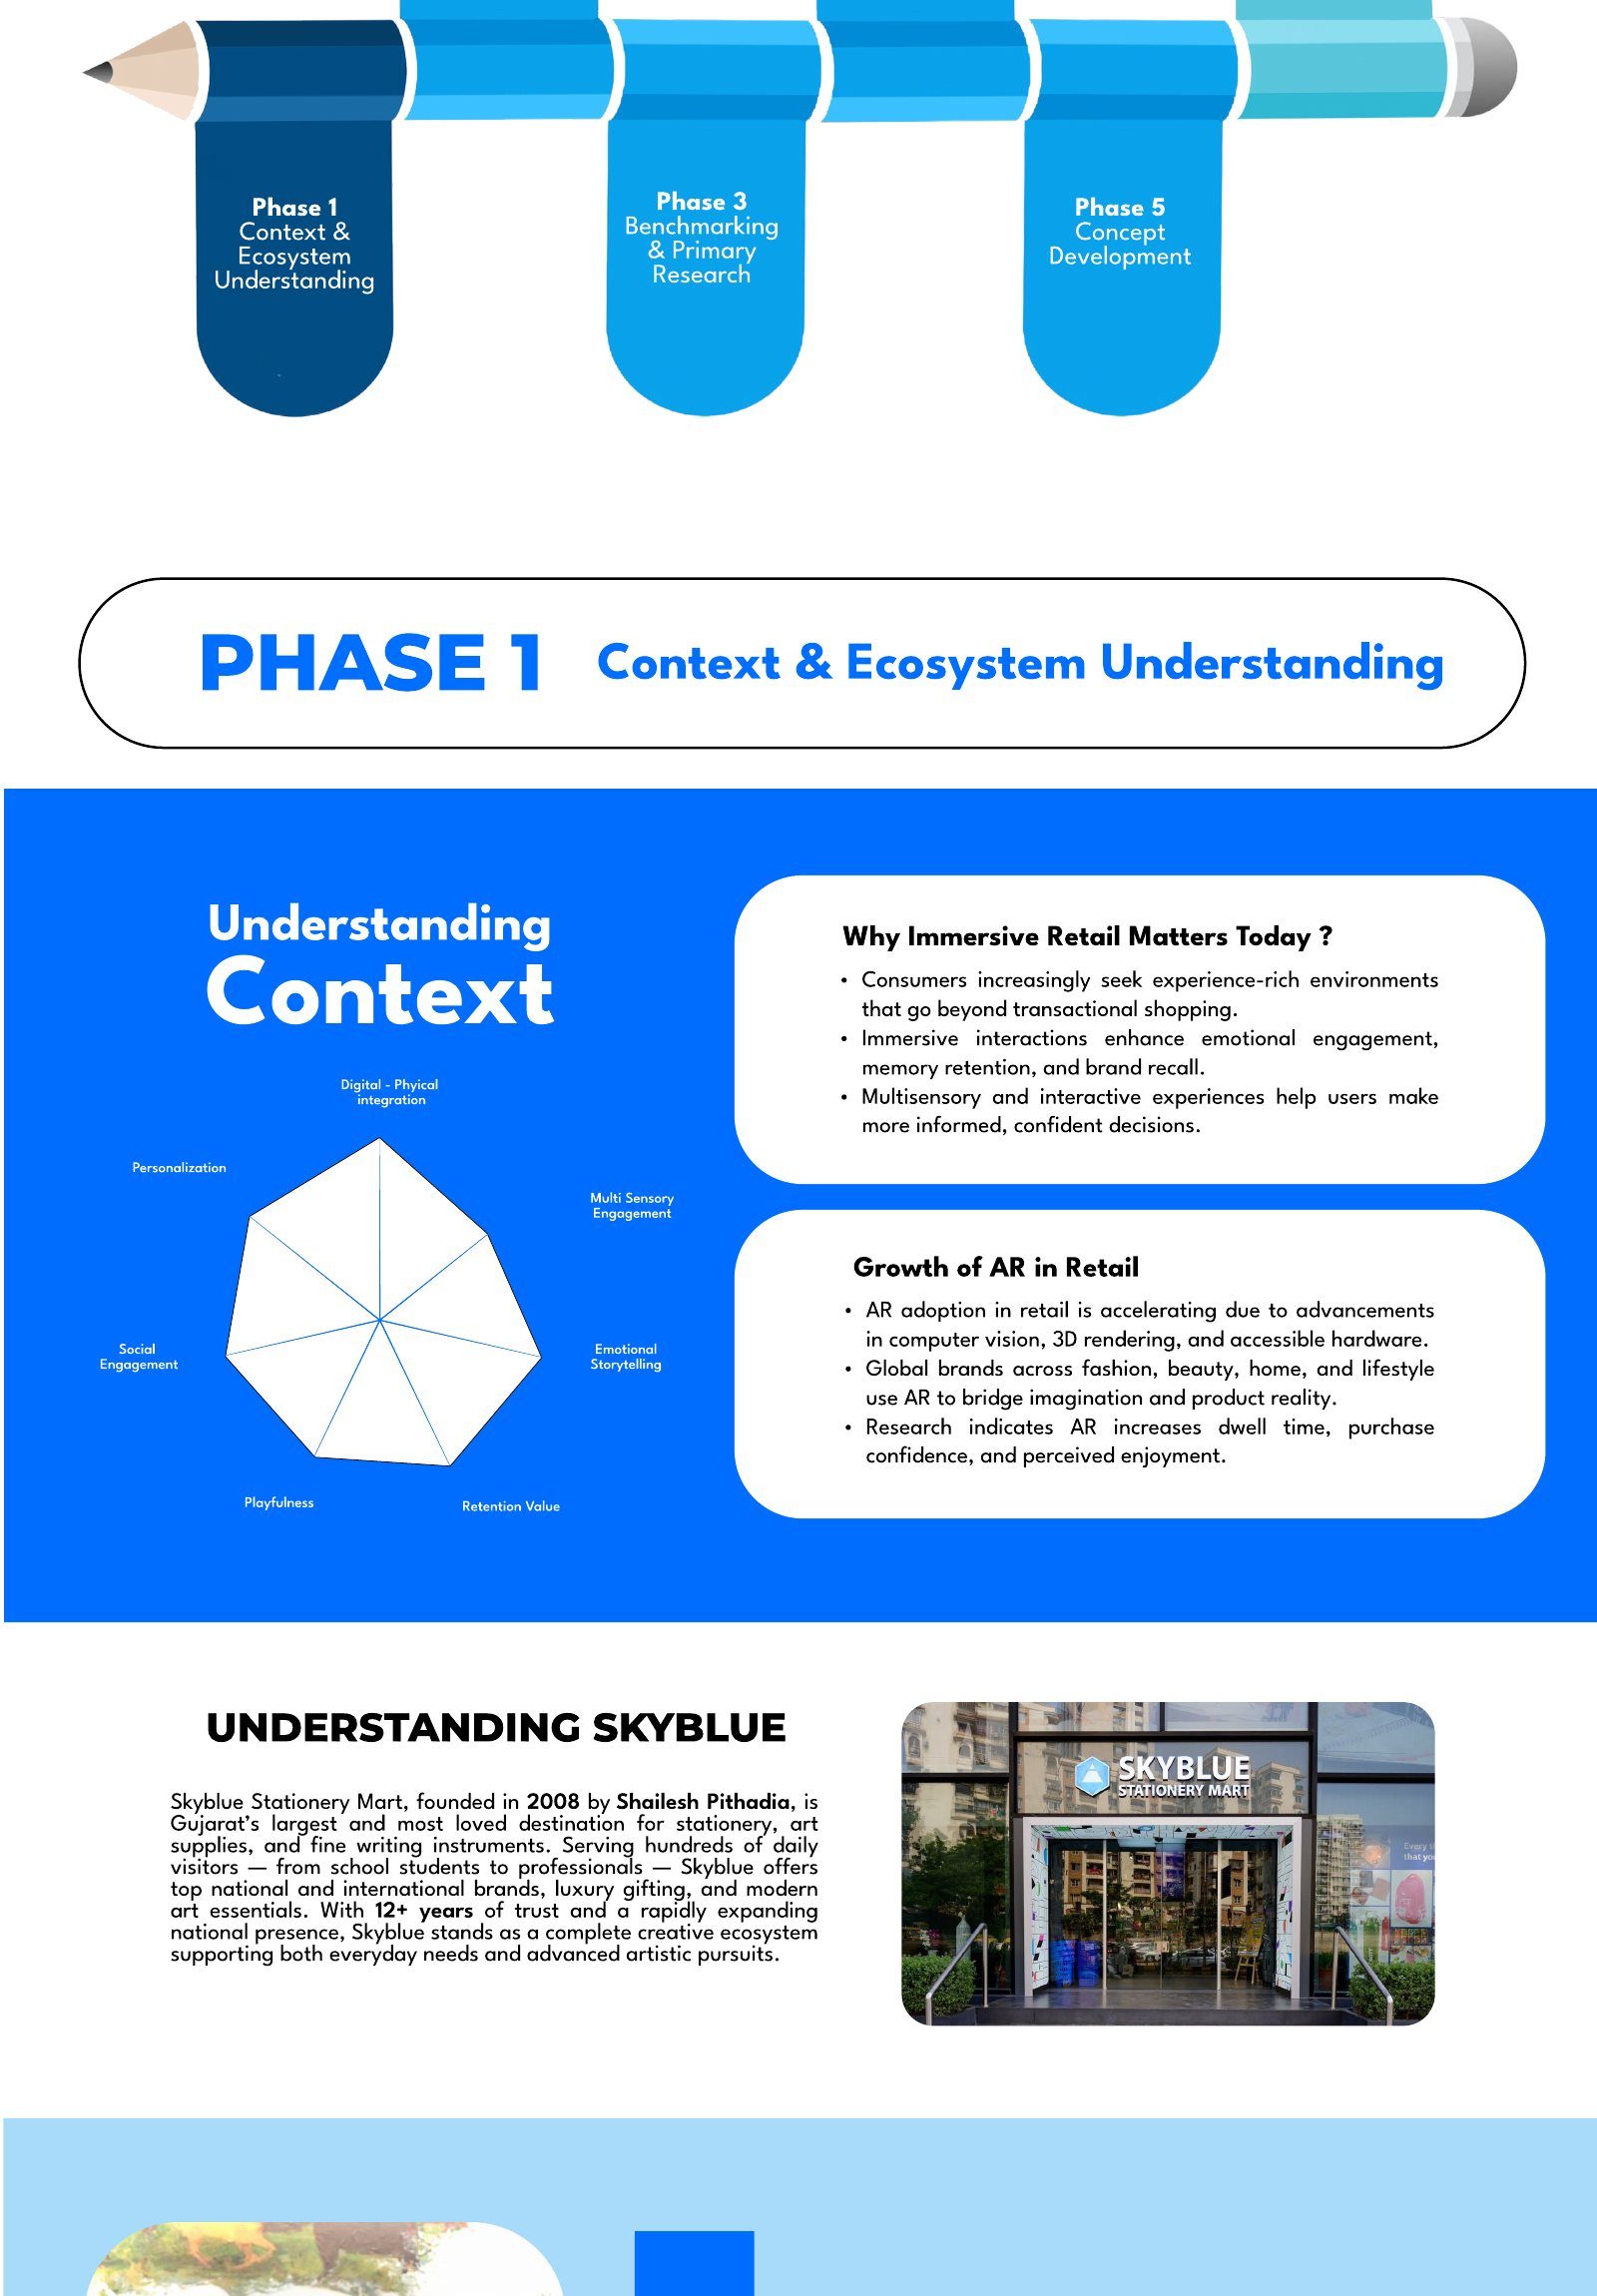 Phase 1
Context &
Ecosystem
Understanding
Phase 3
Benchmarking
& Primary
Research
Phase 5
Concept
Development
PHASE 1 Context & Ecosystem Understanding
Understanding
Context
Digital - Phyical
integration
Personalization
Multi Sensory
Engagement
Social
Engagement
Emotional
Storytelling
Playfulness
Retention Value
Why Immersive Retail Matters Today ?
• Consumers increasingly seek experience-rich environments
that go beyond transactional shopping.
• Immersive interactions enhance emotional engagement,
memory retention, and brand recall.
• Multisensory and interactive experiences help users make
more informed, confident decisions.
Growth of AR in Retail
• AR adoption in retail is accelerating due to advancements
in computer vision, 3D rendering, and accessible hardware.
• Global brands across fashion, beauty, home, and lifestyle
use AR to bridge imagination and product reality.
• Research indicates AR increases dwell time, purchase
confidence, and perceived enjoyment.
UNDERSTANDING SKYBLUE
Skyblue Stationery Mart, founded in 2008 by Shailesh Pithadia, is
Gujarat's largest and most loved destination for stationery, art
supplies, and fine writing instruments. Serving hundreds of daily
visitors — from school students to professionals — Skyblue offers
top national and international brands, luxury gifting, and modern
art essentials. With 12+ years of trust and a rapidly expanding
national presence, Skyblue stands as a complete creative ecosystem
supporting both everyday needs and advanced artistic pursuits.
SKYBLUE
STATIONERY MART
Every
that